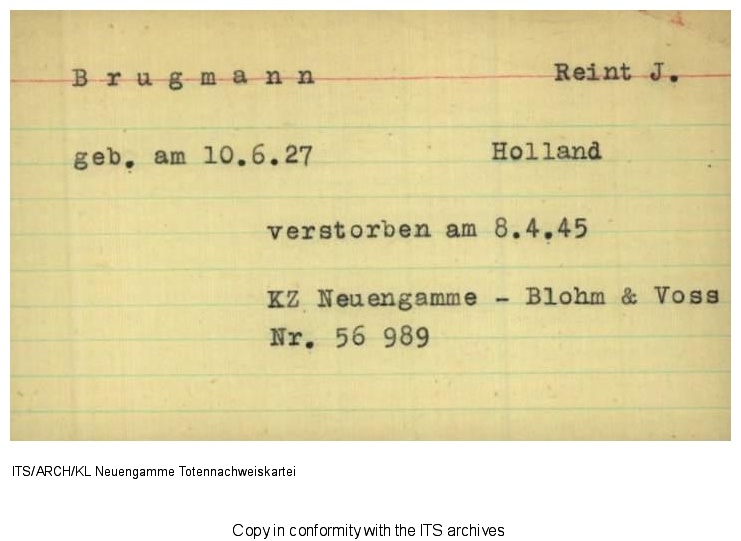 B r u g m a n n Reint J.
geb. am 10.6.27 Holland
verstorben am 8.4.45
KZ Neuengamme - Blohm & Voss
Nr. 56 989
ITS/ARCH/KL Neuengamme Totennachweiskartei
Copy in conformity with the ITS archives